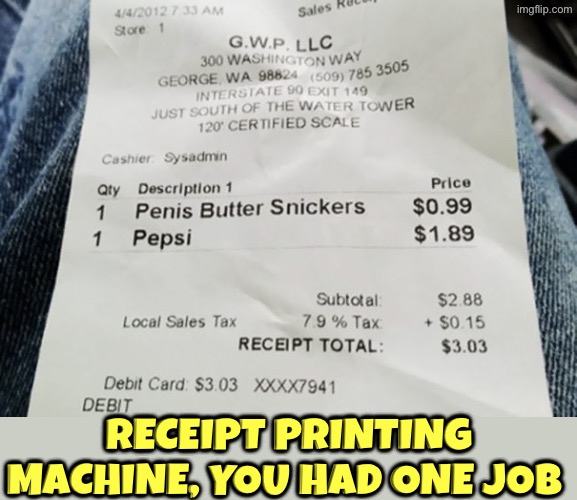 imgflip.com
4/4/2012 7:33 AM Sales
Store: 1
G.W.P. LLC
300 WASHINGTON WAY
GEORGE, WA 98824 (509) 785 3505
INTERSTATE 90 EXIT 149
JUST SOUTH OF THE WATER TOWER
120' CERTIFIED SCALE
Cashier: Sysadmin
Qty Description 1 Price
1 Penis Butter Snickers $0.99
1 Pepsi $1.89
Subtotal: $2.88
Local Sales Tax 7.9 % Tax: + $0.15
RECEIPT TOTAL: $3.03
Debit Card: $3.03 XXXX7941
DEBIT
RECEIPT PRINTING
MACHINE, YOU HAD ONE JOB